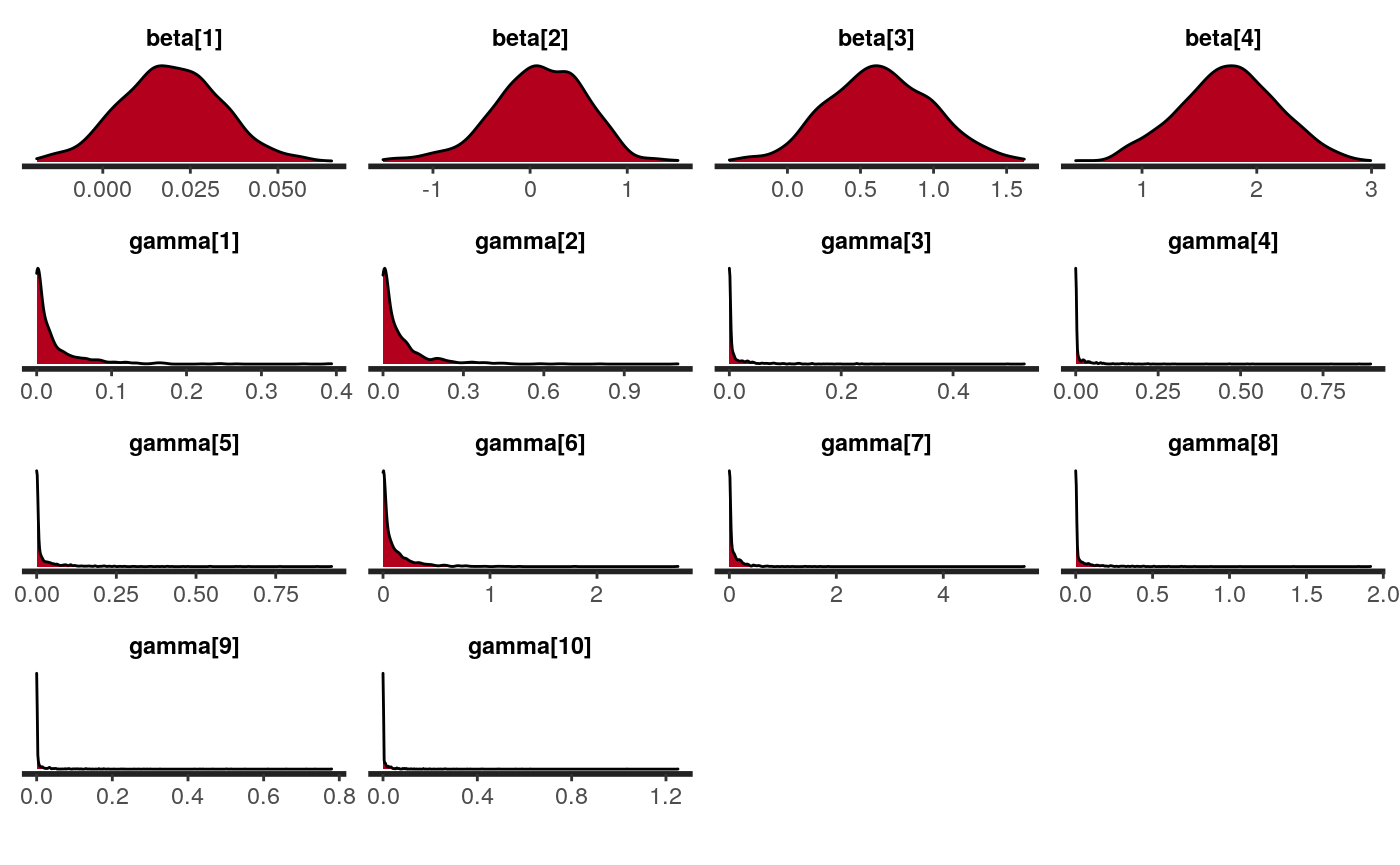 beta[1] beta[2] beta[3] beta[4]
0.000 0.025 0.050 -1 0 1 0.0 0.5 1.0 1.5 1 2 3
gamma[1] gamma[2] gamma[3] gamma[4]
0.0 0.1 0.2 0.3 0.4 0.0 0.3 0.6 0.9 0.0 0.2 0.4 0.00 0.25 0.50 0.75
gamma[5] gamma[6] gamma[7] gamma[8]
0.00 0.25 0.50 0.75 0 1 2 0 2 4 0.0 0.5 1.0 1.5 2.0
gamma[9] gamma[10]
0.0 0.2 0.4 0.6 0.8 0.0 0.4 0.8 1.2